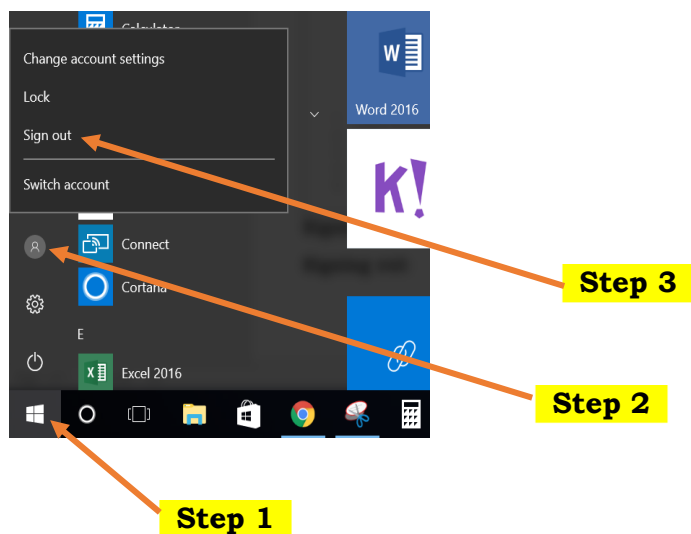 Calculator
Change account settings
Lock
Sign out
Switch account
W
Word 2016
K!
Connect
Cortana
E
X
Excel 2016
Step 3
Step 2
Step 1